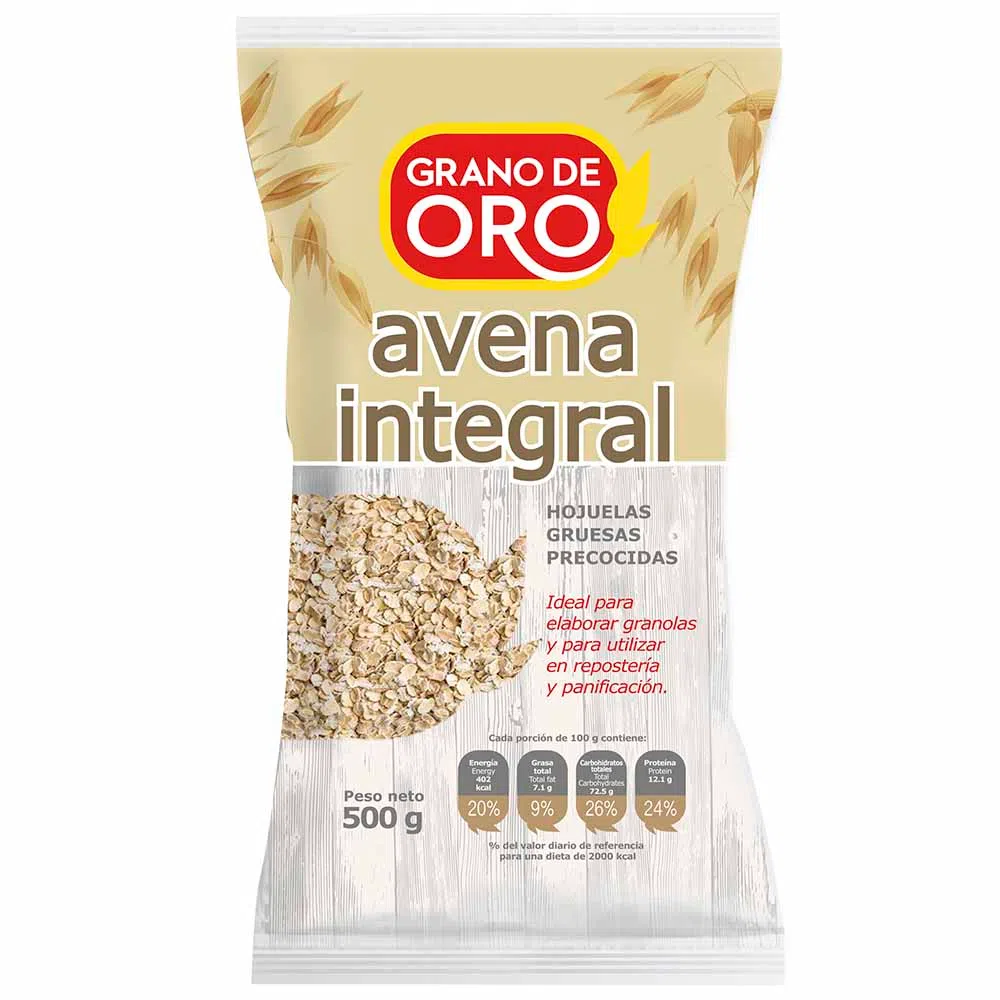 GRANO DE
ORO
avena
integral
HOJUELAS
GRUESAS
PRECOCIDAS
Ideal para
elaborar granolas
y para utilizar
en repostería
y panificación.
Cada porción de 100 g contiene:
Energía
Energy
402
kcal
20%
Grasa
total
Total fat
7.1 g
9%
Carbohidratos
totales
Total
Carbohydrates
72.5 g
26%
Proteína
Protein
12.1 g
24%
% del valor diario de referencia
para una dieta de 2000 kcal
Peso neto
500 g